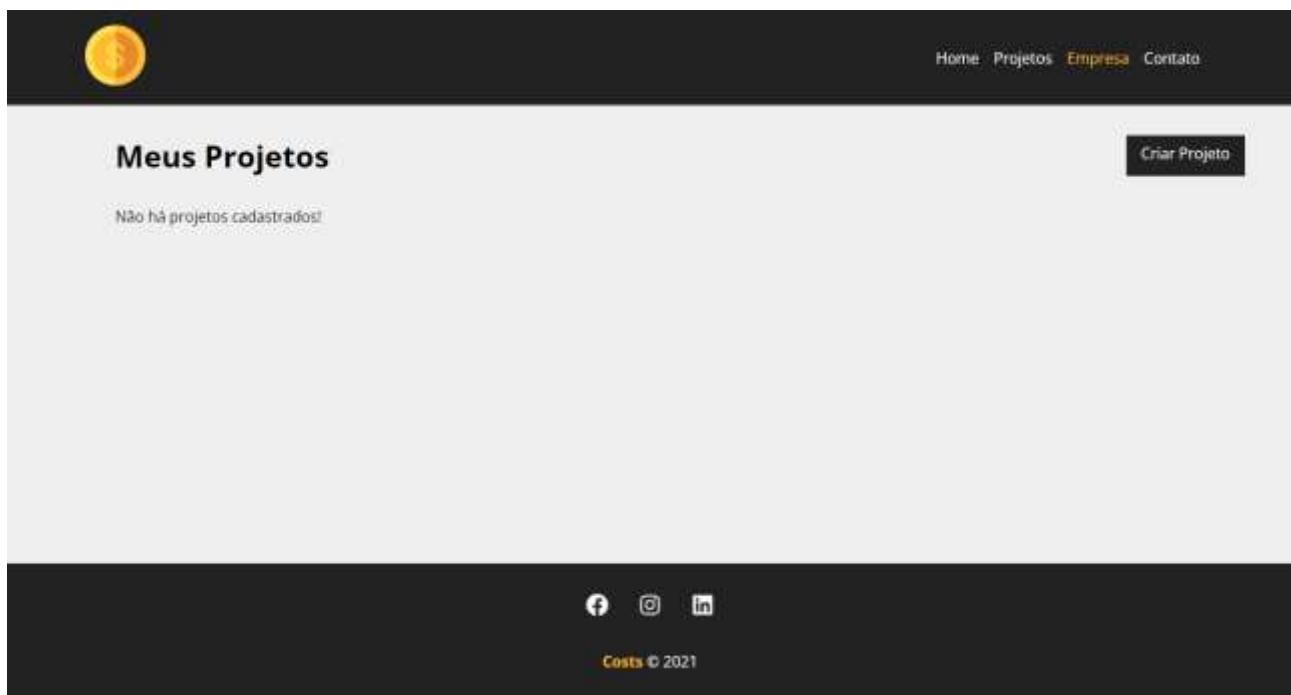 Home Projetos Empresa Contato
Meus Projetos
Criar Projeto
Não há projetos cadastrados!
Costs © 2021